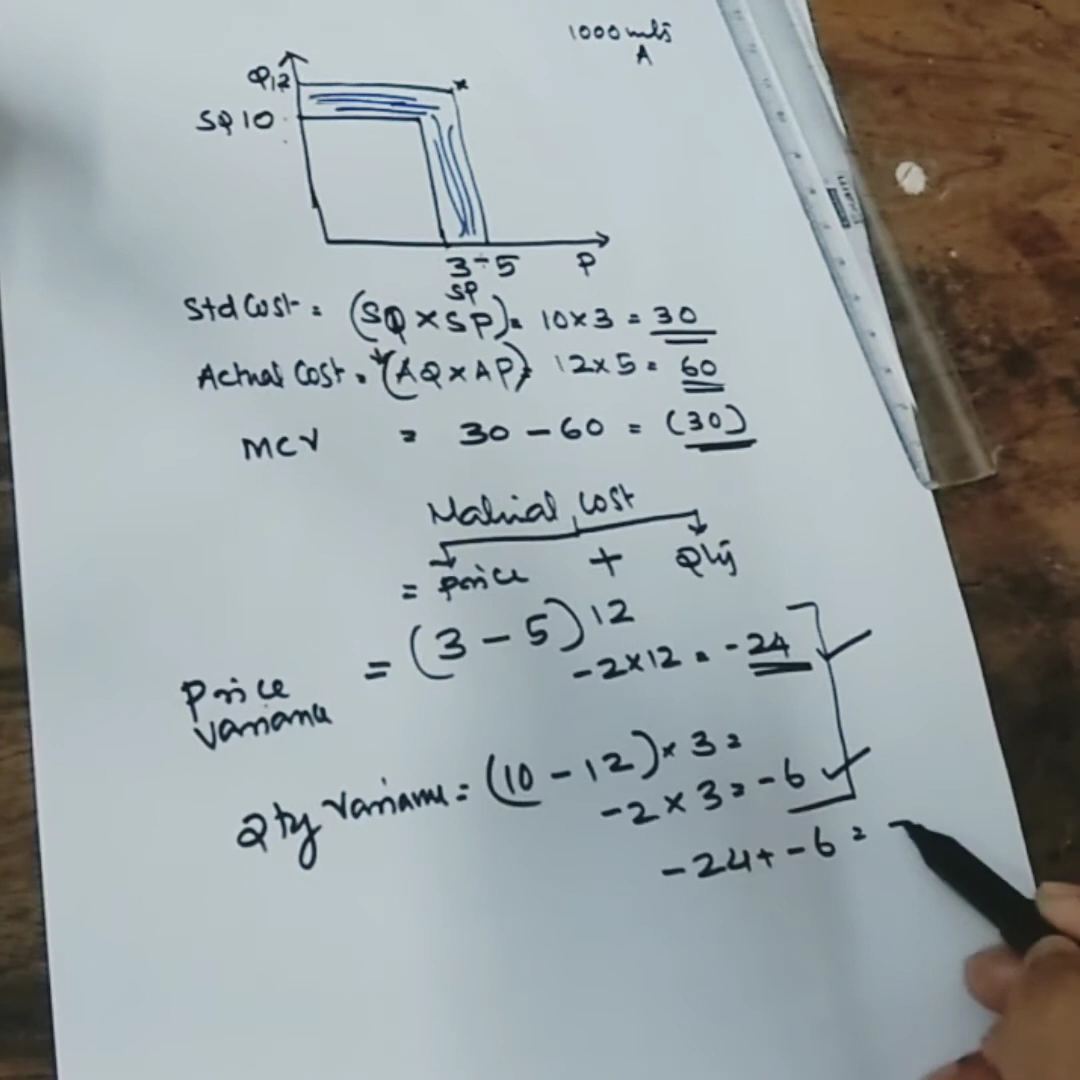 1000 mls
A
Q 12
SQ 10
3 - 5 P
SP
Std Cost = (SQ × SP) = 10×3 = 30
Actual Cost = (AQ × AP) = 12×5 = 60
MCV = 30 - 60 = (30)
Material Cost
= Price + Qty
Price Variance = (3 - 5) 12
-2×12 = -24
Qty Variance = (10 - 12) × 3 =
-2 × 3 = -6
-24 + -6 = -